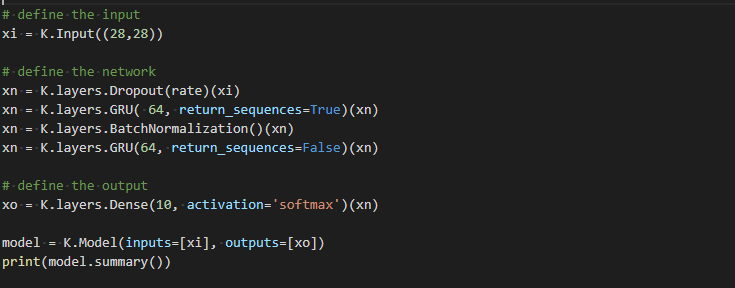 # define the input
xi = K.Input((28,28))
# define the network
xn = K.layers.Dropout(rate)(xi)
xn = K.layers.GRU( 64, return_sequences=True)(xn)
xn = K.layers.BatchNormalization()(xn)
xn = K.layers.GRU(64, return_sequences=False)(xn)
# define the output
xo = K.layers.Dense(10, activation='softmax')(xn)
model = K.Model(inputs=[xi], outputs=[xo])
print(model.summary())